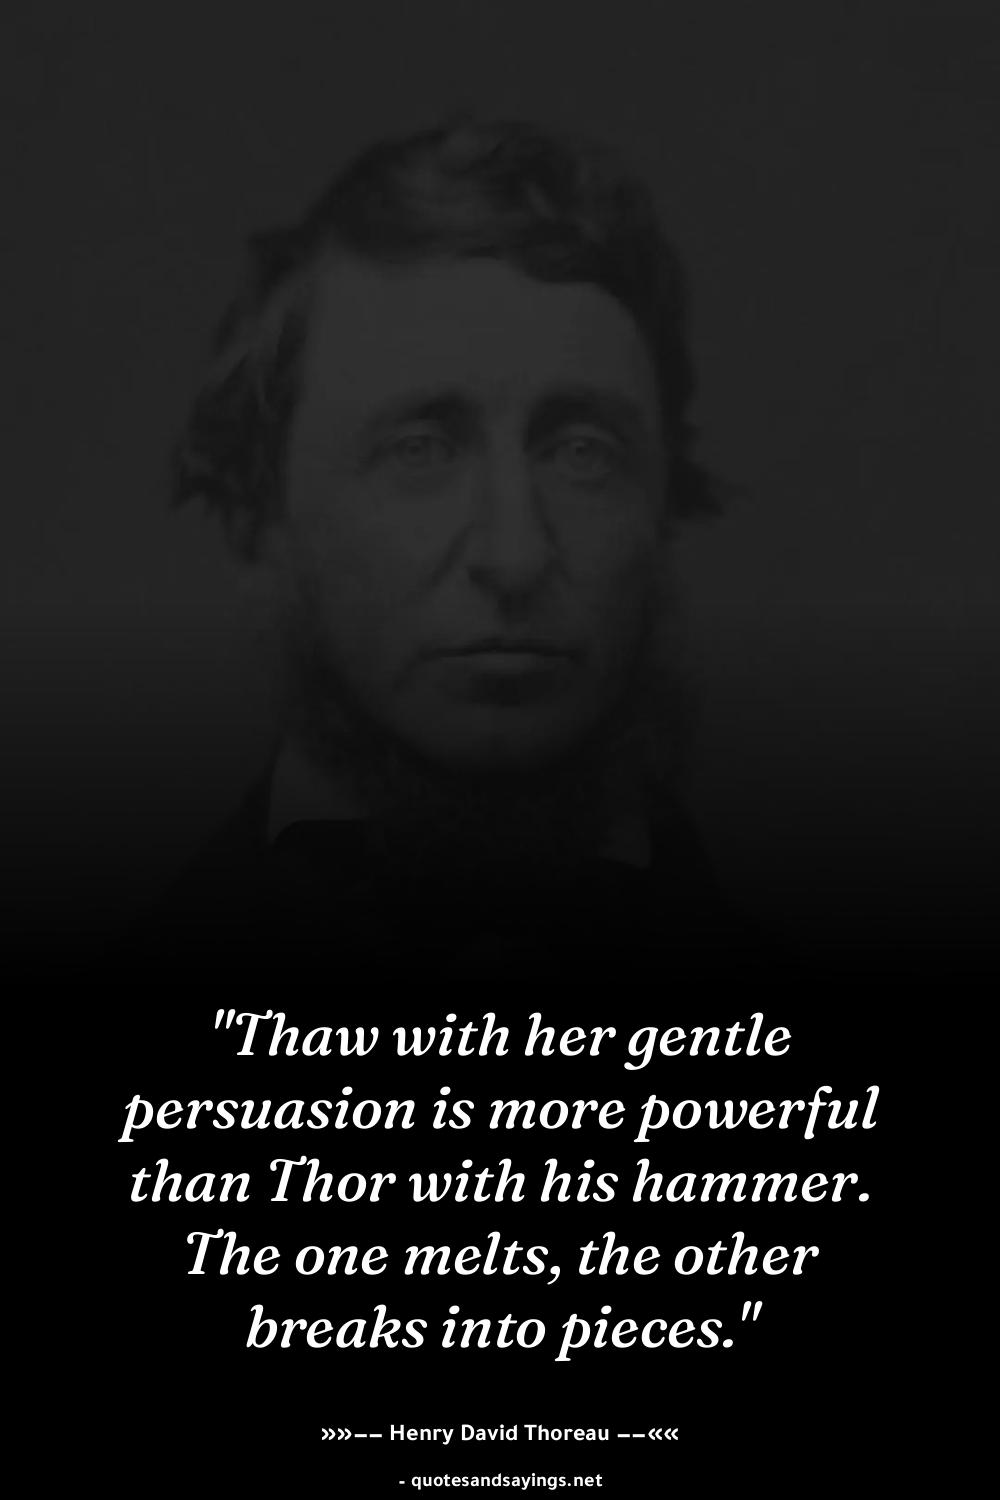 "Thaw with her gentle
persuasion is more powerful
than Thor with his hammer.
The one melts, the other
breaks into pieces."
»»−− Henry David Thoreau −−««
- quotesandsayings.net